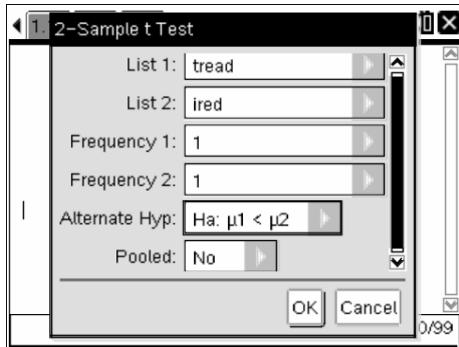 1.
2-Sample t Test
List 1: tread
List 2: ired
Frequency 1: 1
Frequency 2: 1
Alternate Hyp: Ha: μ1 < μ2
Pooled: No
OK Cancel
0/99